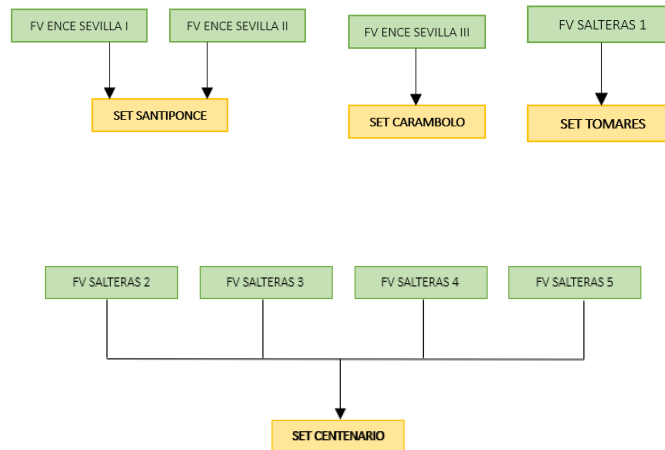 FV ENCE SEVILLA I
FV ENCE SEVILLA II
FV ENCE SEVILLA III
FV SALTERAS 1
SET SANTIPONCE
SET CARAMBOLO
SET TOMARES
FV SALTERAS 2
FV SALTERAS 3
FV SALTERAS 4
FV SALTERAS 5
SET CENTENARIO